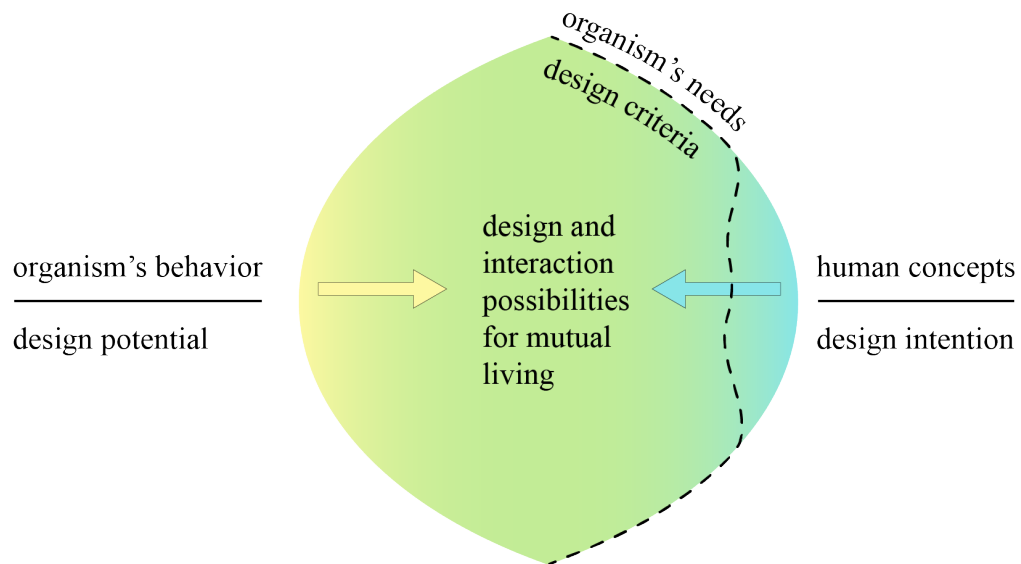 organism’s needs
design criteria
organism’s behavior
design potential
design and
interaction
possibilities
for mutual
living
human concepts
design intention